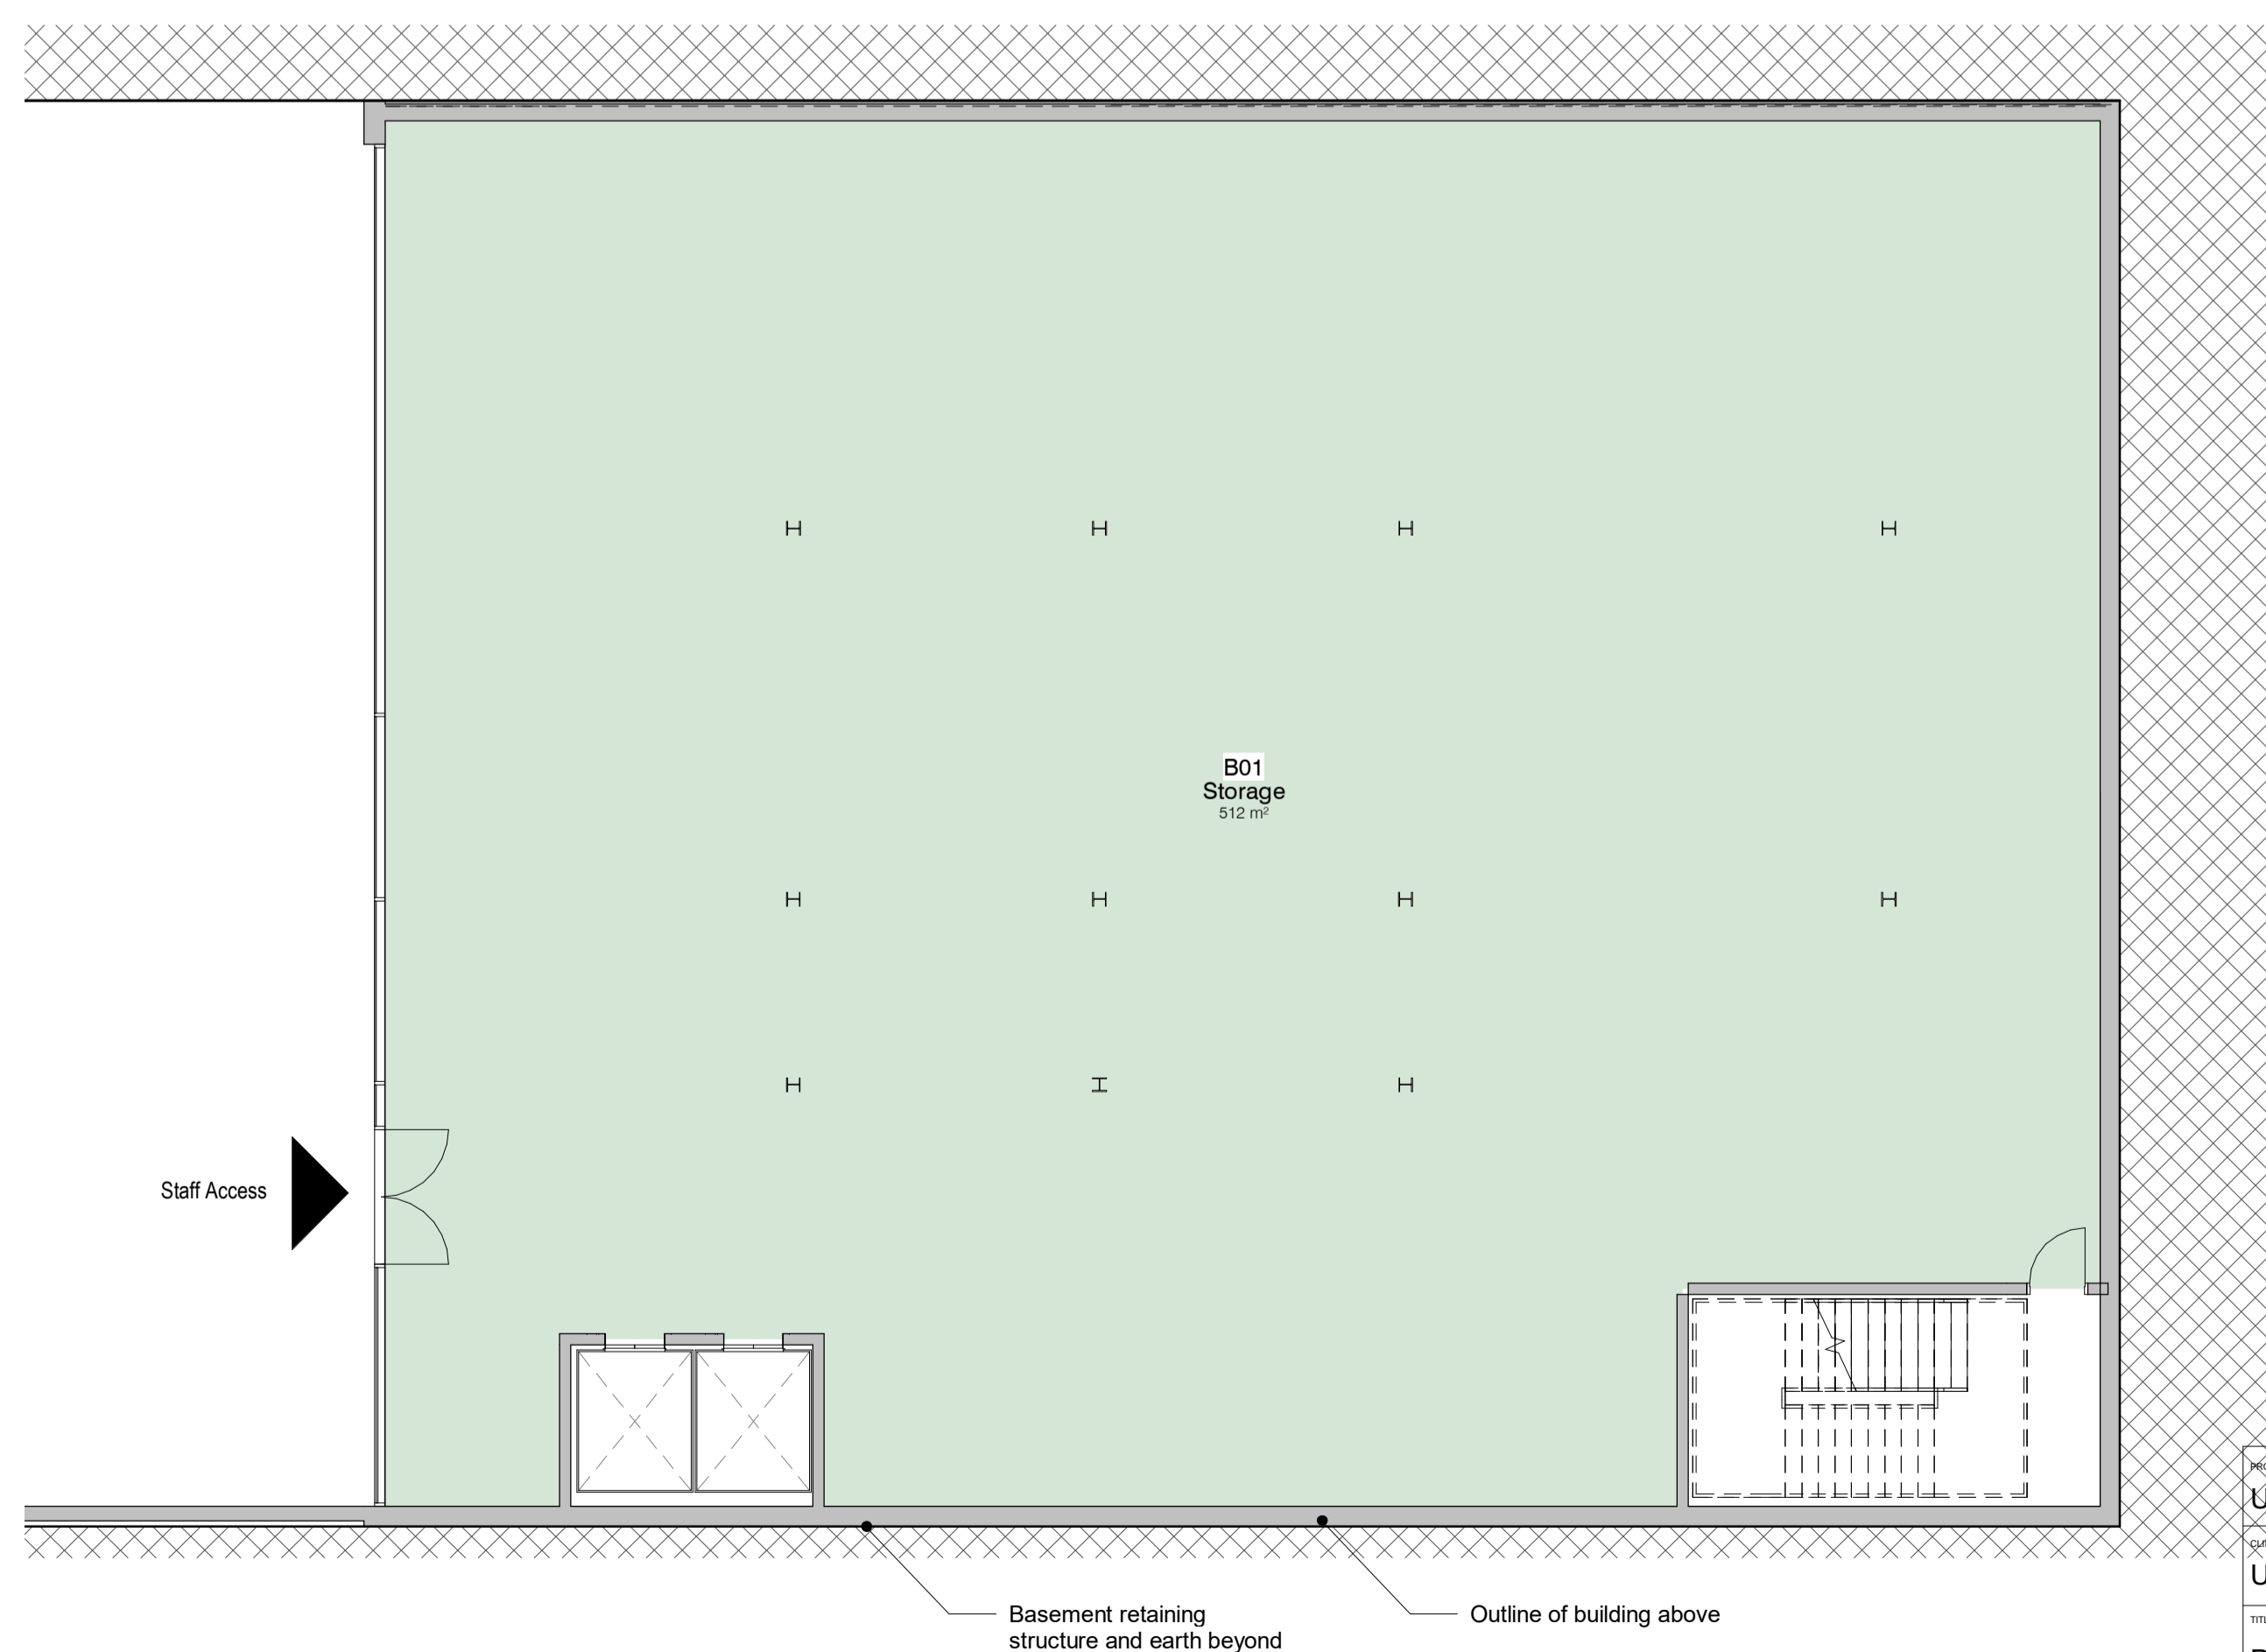 B01
Storage
512 m²
Staff Access
Basement retaining
structure and earth beyond
Outline of building above